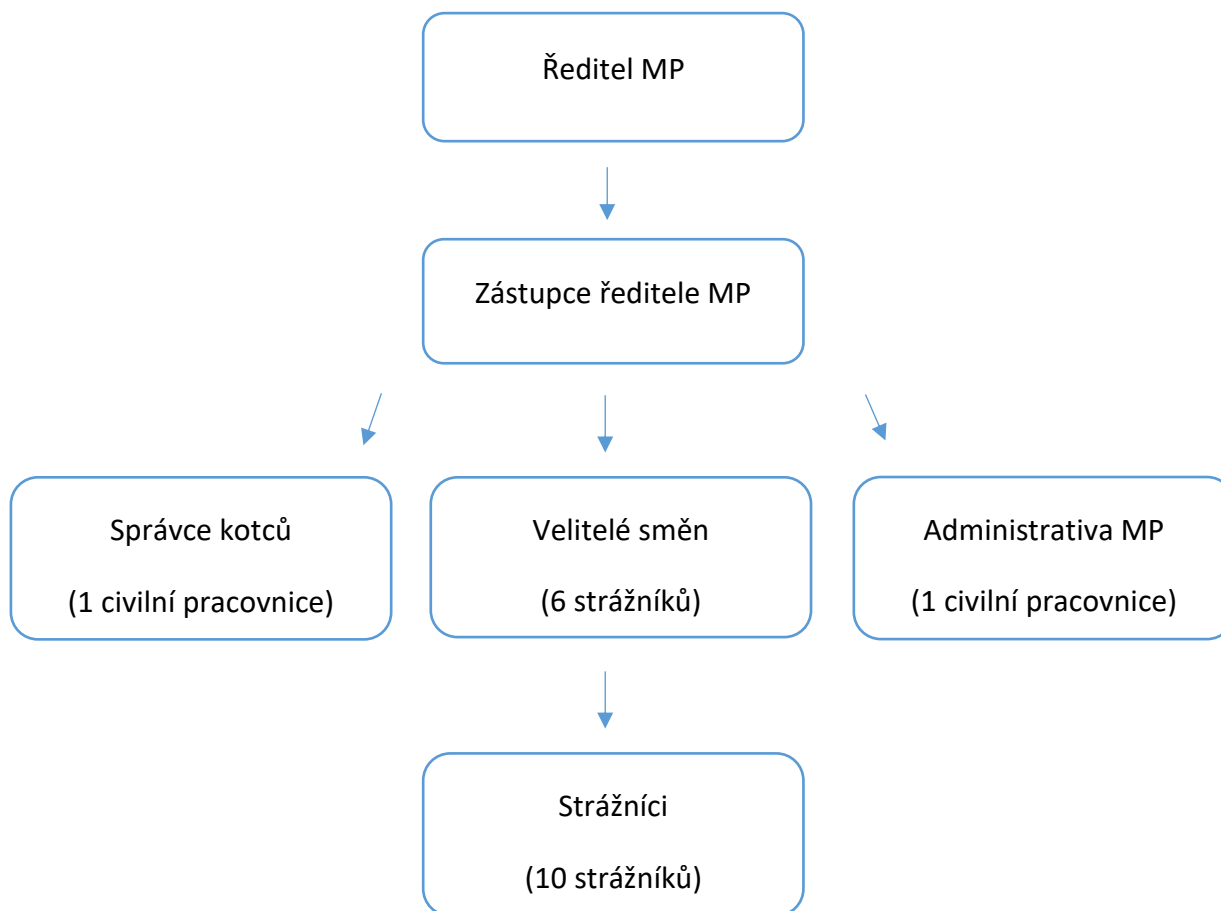 Ředitel MP
Zástupce ředitele MP
Správce kotců
(1 civilní pracovnice)
Velitelé směn
(6 strážníků)
Administrativa MP
(1 civilní pracovnice)
Strážníci
(10 strážníků)